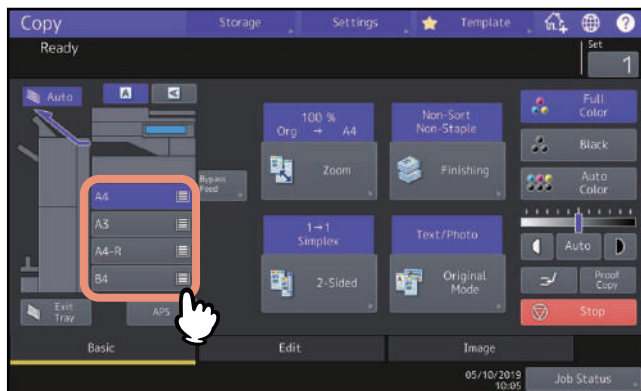 Copy
Storage
Settings
Template
?
Ready
Set
1
Auto
A
A
100 %
Org → A4
Zoom
Non-Sort
Non-Staple
Finishing
Full
Color
Black
Auto
Color
Bypass
Feed
A4
A3
A4-R
B4
1→1
Simplex
2-Sided
Text/Photo
Original
Mode
Auto
Proof
Copy
Exit
Tray
APS
Stop
Basic
Edit
Image
05/10/2019
10:05
Job Status